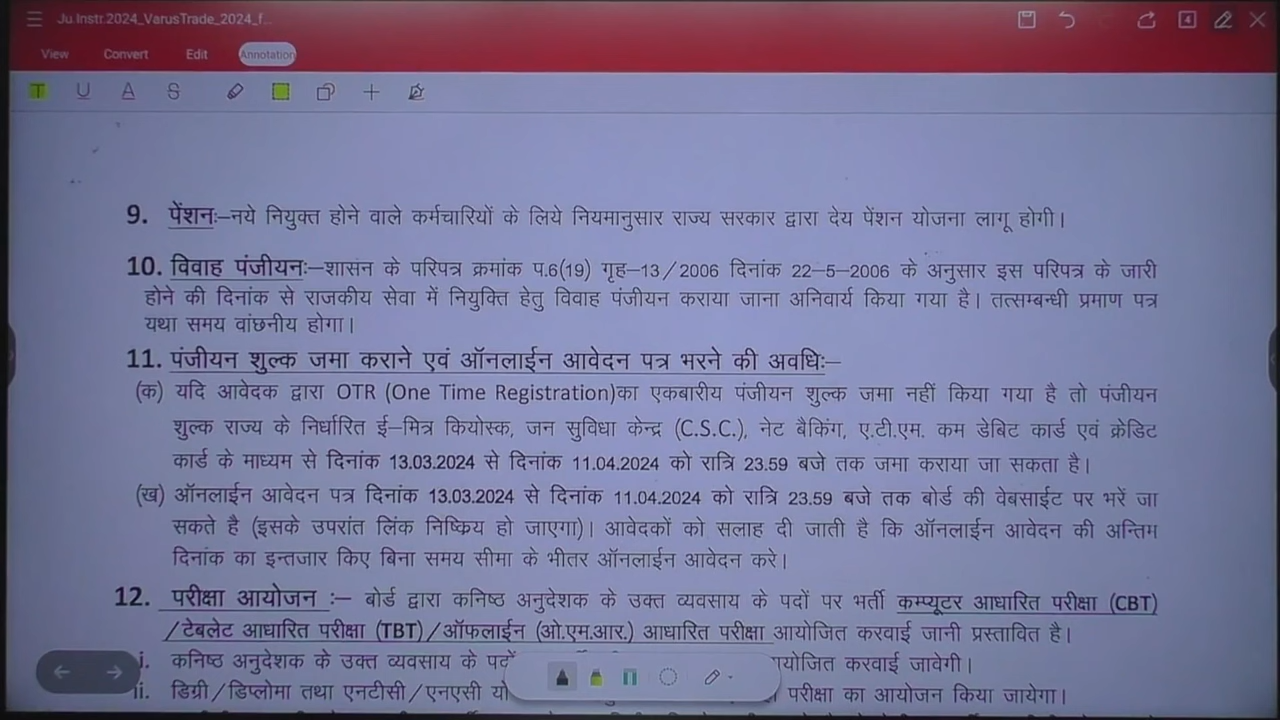 Ju.Instr.2024_VarusTrade_2024_f...
4
View Convert Edit Annotation
T U A S
9. पेंशनः–नये नियुक्त होने वाले कर्मचारियों के लिये नियमानुसार राज्य सरकार द्वारा देय पेंशन योजना लागू होगी।
10. विवाह पंजीयनः–शासन के परिपत्र क्रमांक प.6(19) गृह–13/2006 दिनांक 22–5–2006 के अनुसार इस परिपत्र के जारी
होने की दिनांक से राजकीय सेवा में नियुक्ति हेतु विवाह पंजीयन कराया जाना अनिवार्य किया गया है। तत्सम्बन्धी प्रमाण पत्र
यथा समय वांछनीय होगा।
11. पंजीयन शुल्क जमा कराने एवं ऑनलाईन आवेदन पत्र भरने की अवधिः–
(क) यदि आवेदक द्वारा OTR (One Time Registration)का एकबारीय पंजीयन शुल्क जमा नहीं किया गया है तो पंजीयन
शुल्क राज्य के निर्धारित ई–मित्र कियोस्क, जन सुविधा केन्द्र (C.S.C.), नेट बैकिंग, ए.टी.एम. कम डेबिट कार्ड एवं क्रेडिट
कार्ड के माध्यम से दिनांक 13.03.2024 से दिनांक 11.04.2024 को रात्रि 23.59 बजे तक जमा कराया जा सकता है।
(ख) ऑनलाईन आवेदन पत्र दिनांक 13.03.2024 से दिनांक 11.04.2024 को रात्रि 23.59 बजे तक बोर्ड की वेबसाईट पर भरें जा
सकते है (इसके उपरांत लिंक निष्क्रिय हो जाएगा)। आवेदकों को सलाह दी जाती है कि ऑनलाईन आवेदन की अन्तिम
दिनांक का इन्तजार किए बिना समय सीमा के भीतर ऑनलाईन आवेदन करे।
12. परीक्षा आयोजन :– बोर्ड द्वारा कनिष्ठ अनुदेशक के उक्त व्यवसाय के पदों पर भर्ती कम्प्यूटर आधारित परीक्षा (CBT)
/टेबलेट आधारित परीक्षा (TBT)/ऑफलाईन (ओ.एम.आर.) आधारित परीक्षा आयोजित करवाई जानी प्रस्तावित है।
i. कनिष्ठ अनुदेशक के उक्त व्यवसाय के पदों योजित करवाई जावेगी।
ii. डिग्री/डिप्लोमा तथा एनटीसी/एनएसी यो परीक्षा का आयोजन किया जायेगा।